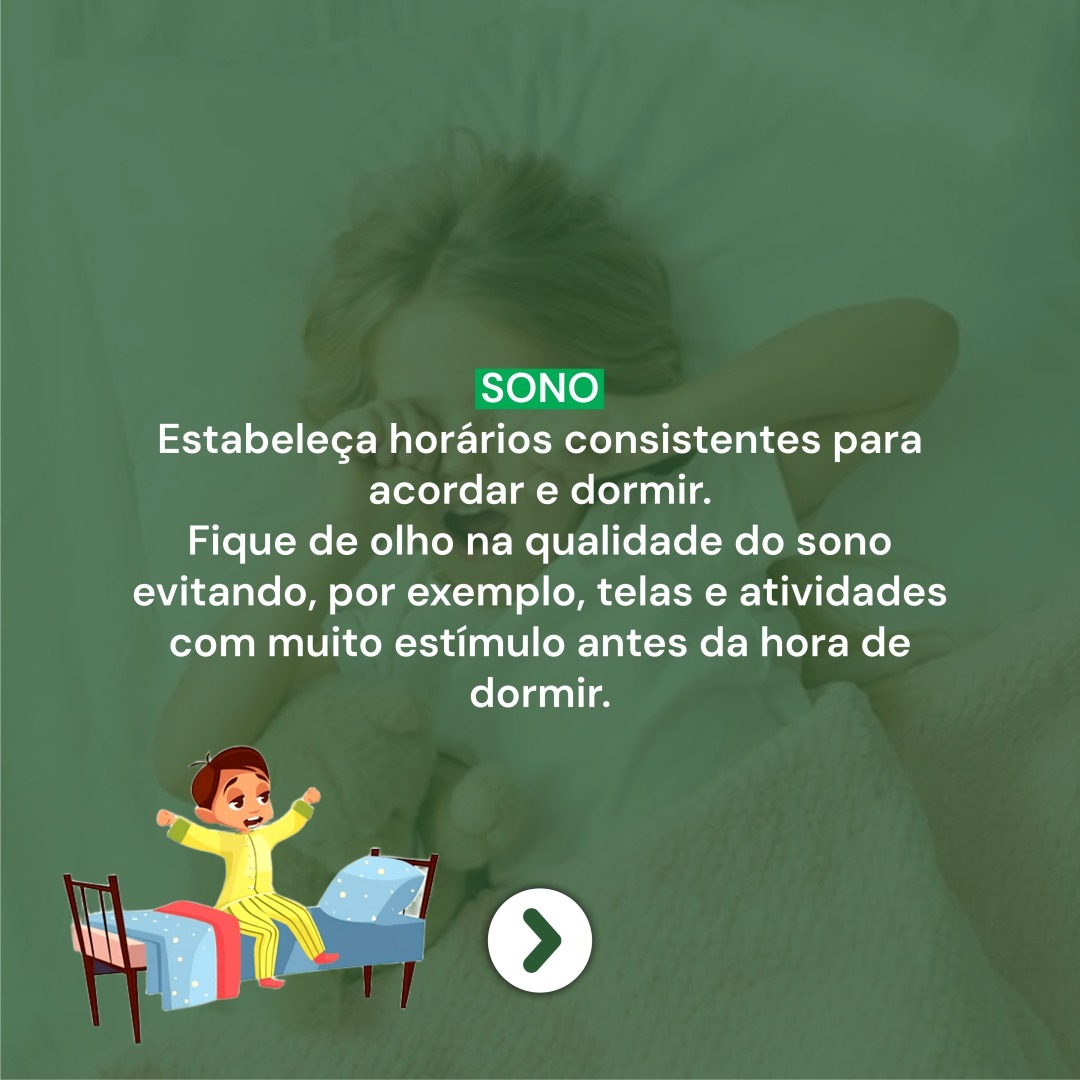 SONO
Estabeleça horários consistentes para
acordar e dormir.
Fique de olho na qualidade do sono
evitando, por exemplo, telas e atividades
com muito estímulo antes da hora de
dormir.